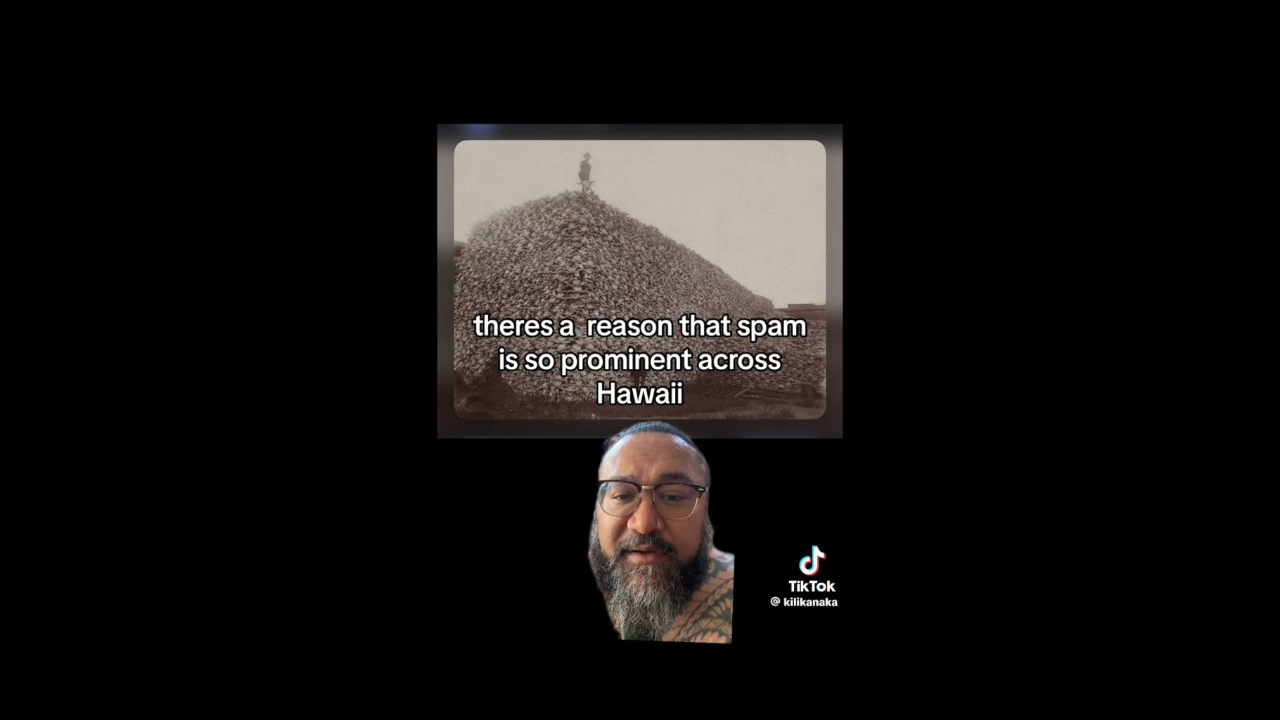 theres a  reason that spam
is so prominent across
Hawaii
TikTok
@ kilikanaka